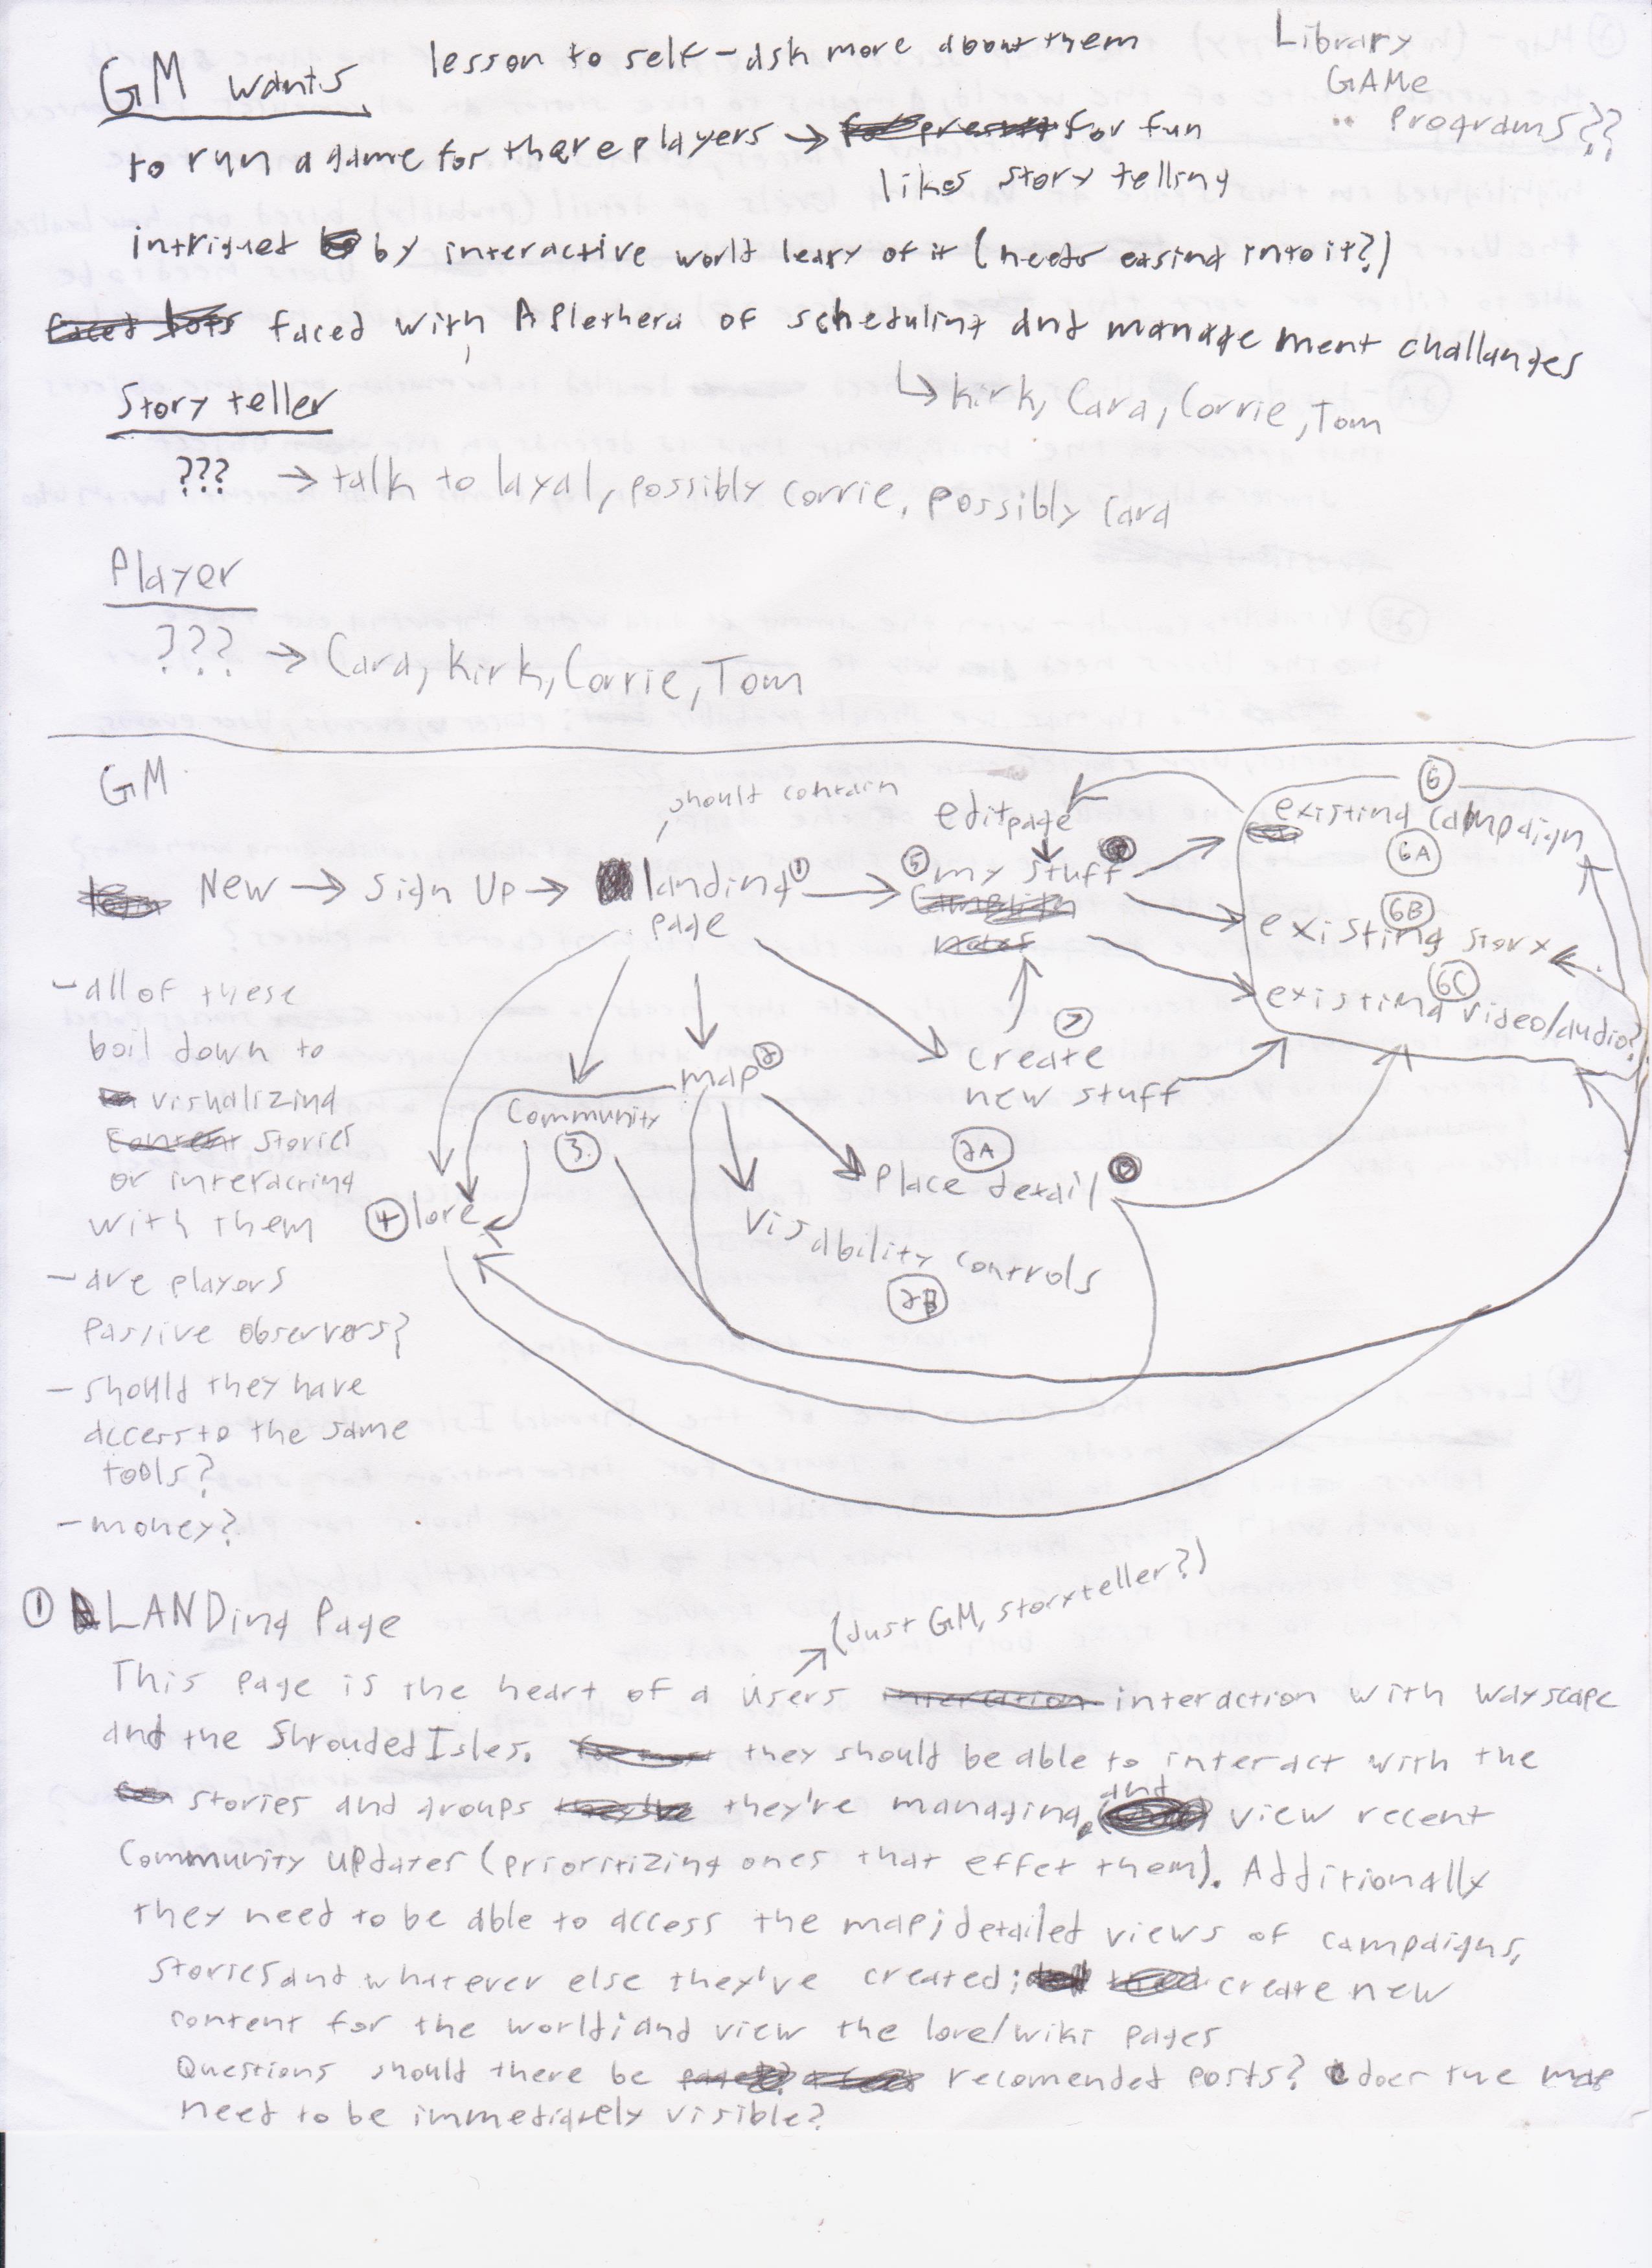 GM wants
lesson to self-ask more about them
Library
GAMe
" Programs??
to run a game for there players → for fun
likes story telling
intrigued by interactive world leary of it (needs easing into it?)
faced with A Plethera of scheduling and management challanges
↳ Kirk, Cara, Corrie, Tom
Story teller
??? → talk to layal, possibly corrie, possibly cara
Player
??? → Cara, Kirk, Corrie, Tom
GM
should contain
New → Sign Up → landing ① page
edit page
⑤ my stuff
⑥
existing campaign
6A
6B
existing story
6C
existing video/audio?
⑦
create
new stuff
map ②
Community
③
2A
Place detail
④ lore
visability controls
2B
- all of these
boil down to
visualizing
stories
or interacting
with them
- are players
passive observers?
- should they have
access to the same
tools?
- money?
① LANDing Page
→ (Just GM, storyteller?)
This page is the heart of a users interaction with Wayscape
and the Shrouded Isles. they should be able to interact with the
stories and groups they're managing, and view recent
Community updates (prioritizing ones that effet them). Additionally
they need to be able to access the map; detailed views of campaigns,
stories and whatever else they've created; create new
content for the world; and view the lore/wiki pages
Questions should there be recomended posts? does the map
need to be immediately visible?